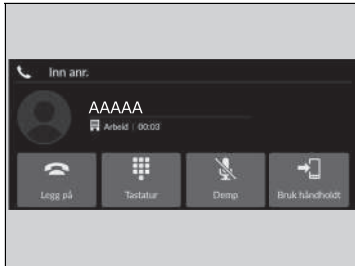 Inn anr.
AAAAA
Arbeid | 00:03
Legg på
Tastatur
Demp
Bruk håndholdt